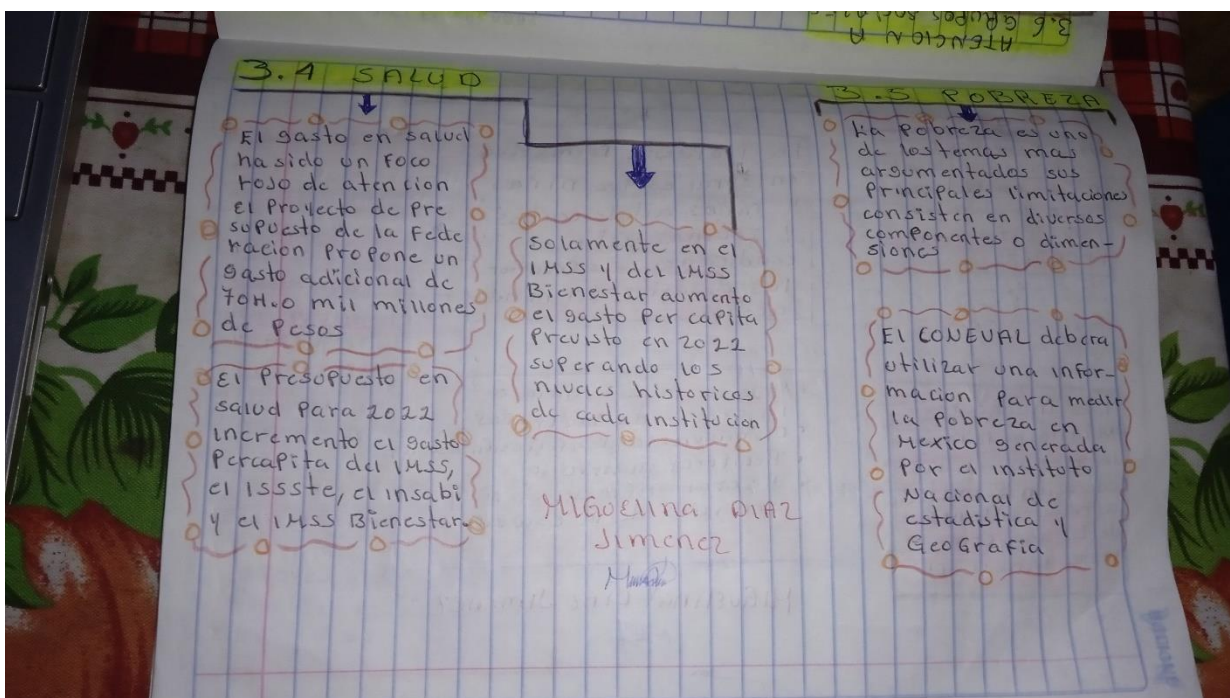 3.6 GRUPOS
ATENCION A
3.4 SALUD
El gasto en salud
ha sido un Foco
rojo de atencion
El Proyecto de Pre
supuesto de la Fede
racion Propone un
gasto adicional de
mil millones
de pesos
El Presupuesto en
salud Para 2022
incremento el gasto
Percapita del IMSS,
el issste, el insabi
y el IMSS Bienestar.
solamente en el
IMSS y del IMSS
Bienestar aumento
el gasto Per capita
Previsto en 2022
superando los
niveles historicos
de cada institucion
MIGUElina DIAZ
Jimenez
3.5 POBREZA
La Pobreza es uno
de los temas mas
argumentados sus
Principales limitaciones
consisten en diversos
componentes o dimen-
siones
El CONEVAL debera
utilizar una infor-
macion Para medir
la Pobreza en
Mexico generada
Por el instituto
Nacional de
estadistica y
GeoGrafia